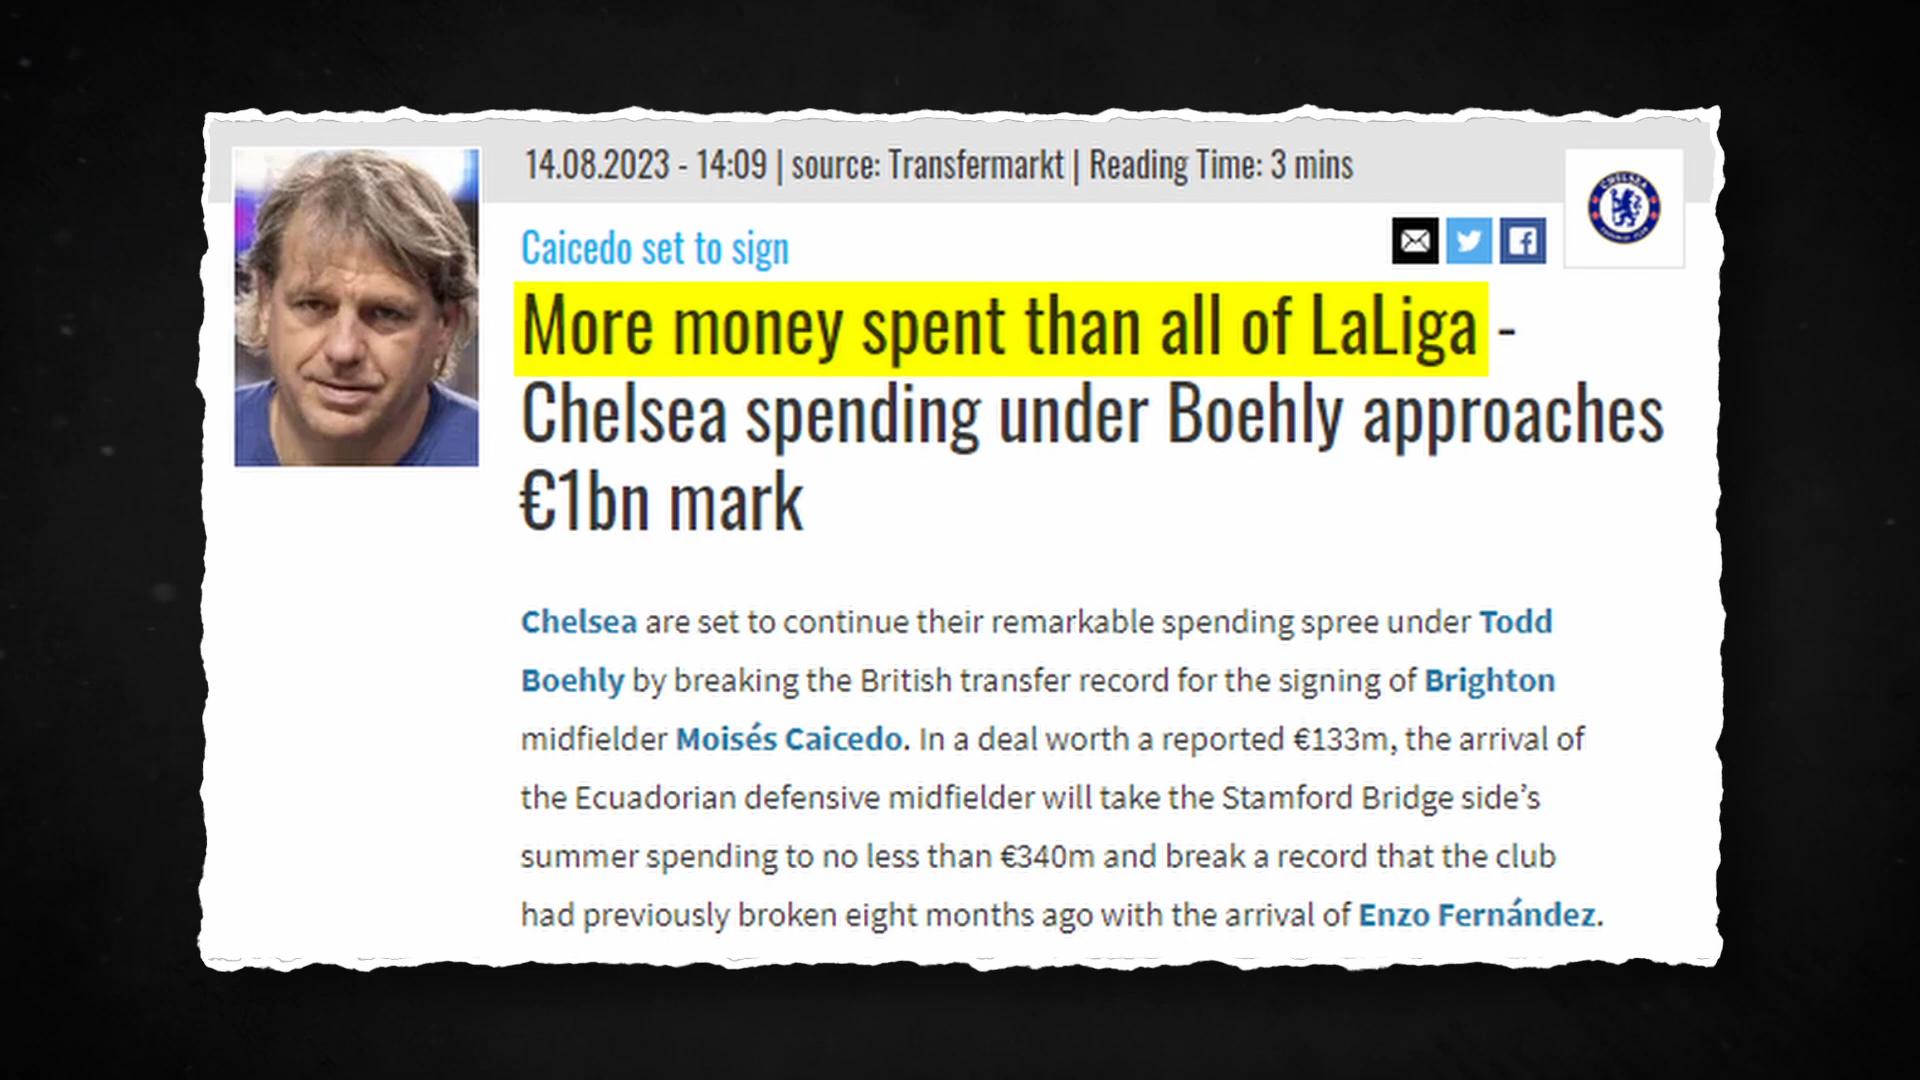 14.08.2023 - 14:09 | source: Transfermarkt | Reading Time: 3 mins
Caicedo set to sign
More money spent than all of LaLiga -
Chelsea spending under Boehly approaches
€1bn mark
Chelsea are set to continue their remarkable spending spree under Todd
Boehly by breaking the British transfer record for the signing of Brighton
midfielder Moisés Caicedo. In a deal worth a reported €133m, the arrival of
the Ecuadorian defensive midfielder will take the Stamford Bridge side's
summer spending to no less than €340m and break a record that the club
had previously broken eight months ago with the arrival of Enzo Fernández.
CHELSEA
FOOTBALL CLUB